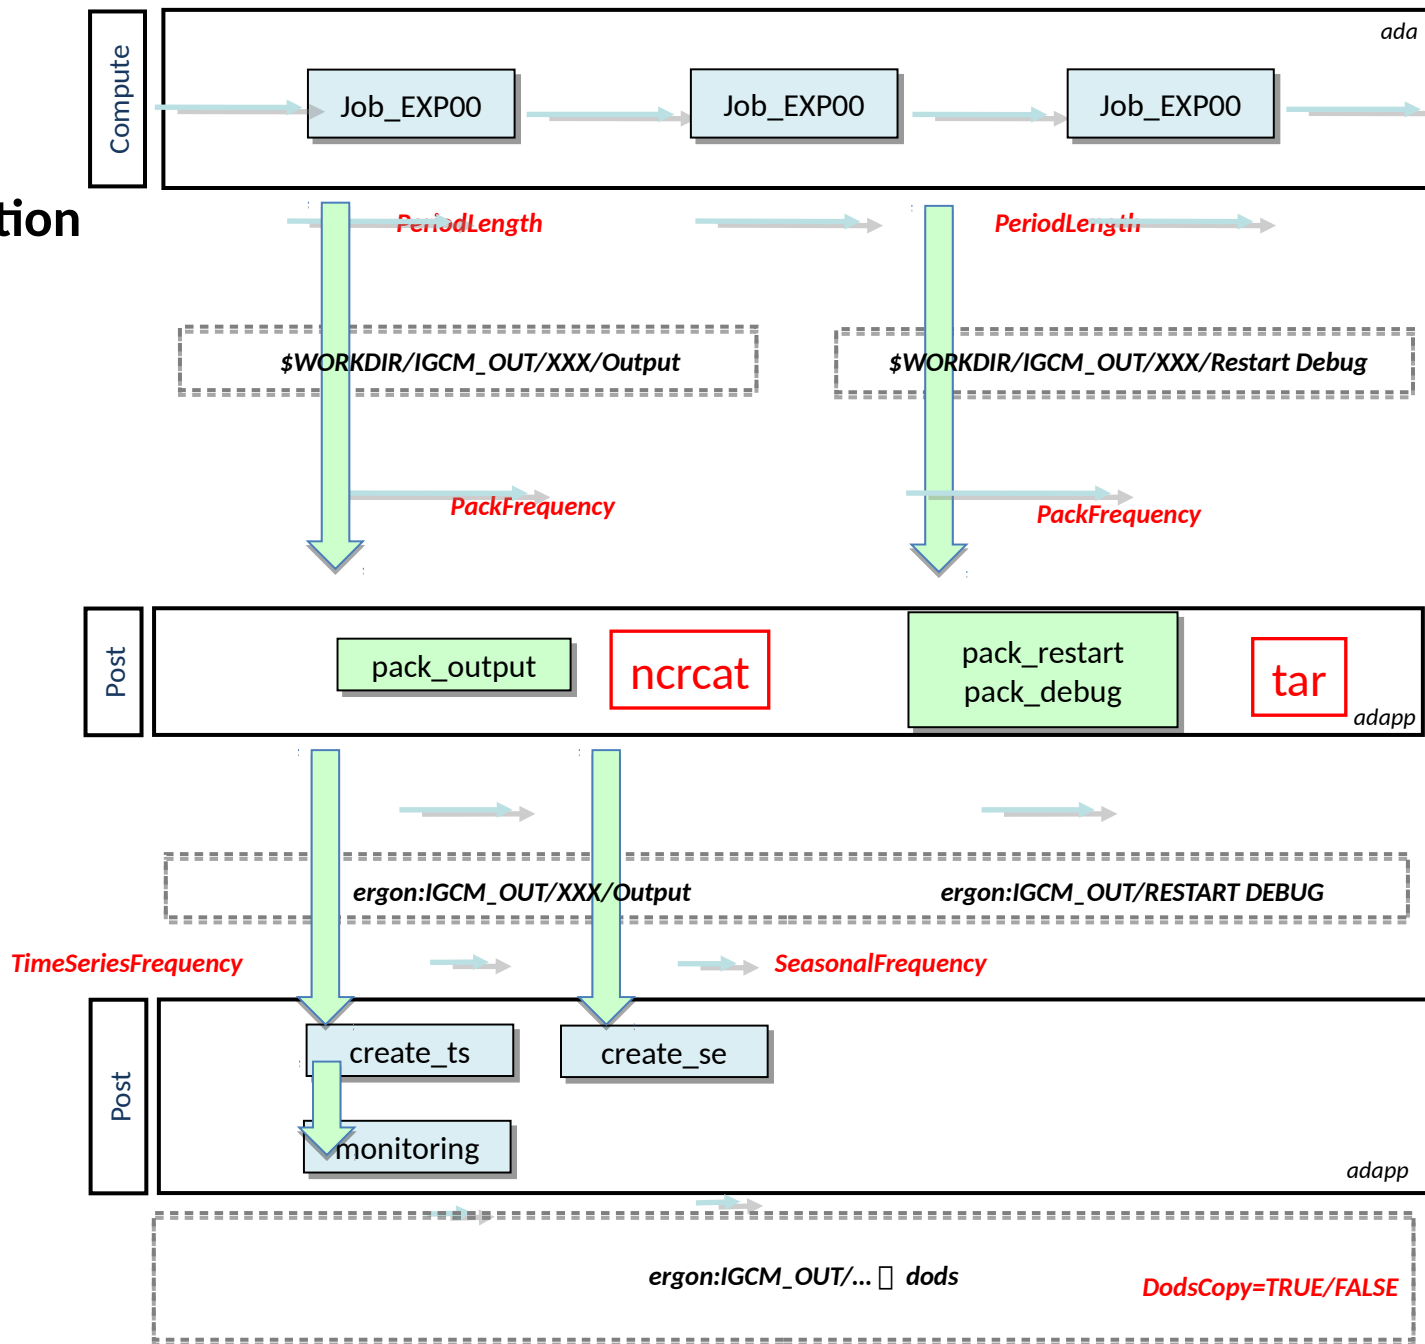 ada
Compute
Job_EXP00
Job_EXP00
Job_EXP00
tion
PeriodLength
PeriodLength
$WORKDIR/IGCM_OUT/XXX/Output
$WORKDIR/IGCM_OUT/XXX/Restart Debug
PackFrequency
PackFrequency
Post
pack_output
ncrcat
pack_restart
pack_debug
tar
adapp
ergon:IGCM_OUT/XXX/Output
ergon:IGCM_OUT/RESTART DEBUG
TimeSeriesFrequency
SeasonalFrequency
Post
create_ts
create_se
monitoring
adapp
ergon:IGCM_OUT/... dods
DodsCopy=TRUE/FALSE